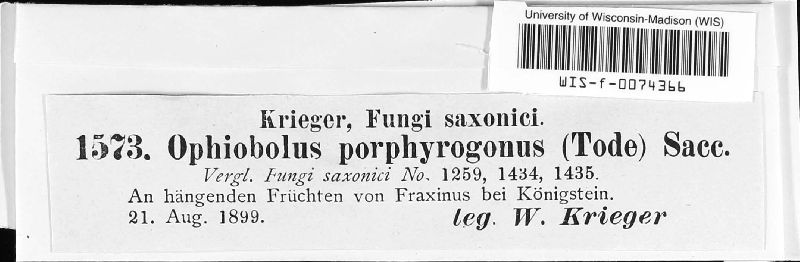 University of Wisconsin-Madison (WIS)
WIS-f-0074366
Krieger, Fungi saxonici.
1573. Ophiobolus porphyrogonus (Tode) Sacc.
Vergl. Fungi saxonici No. 1259, 1434, 1435.
An hängenden Früchten von Fraxinus bei Königstein.
21. Aug. 1899. leg. W. Krieger